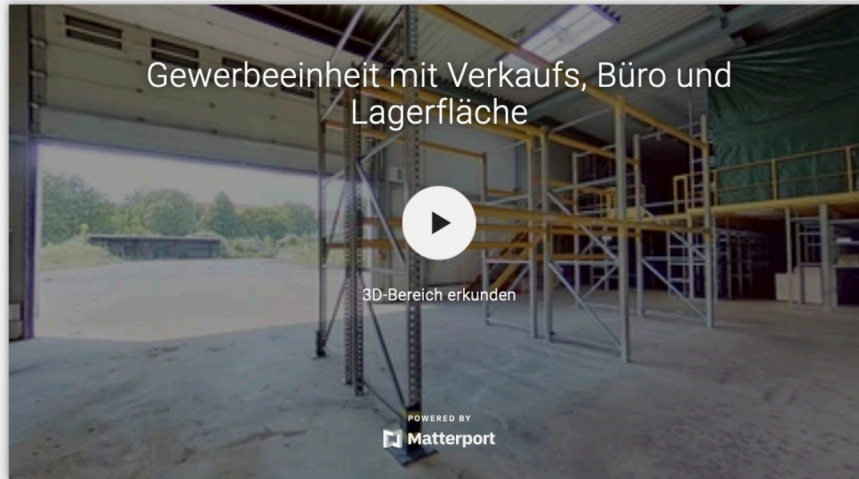 Gewerbeeinheit mit Verkaufs, Büro und
Lagerfläche
3D-Bereich erkunden
POWERED BY
Matterport